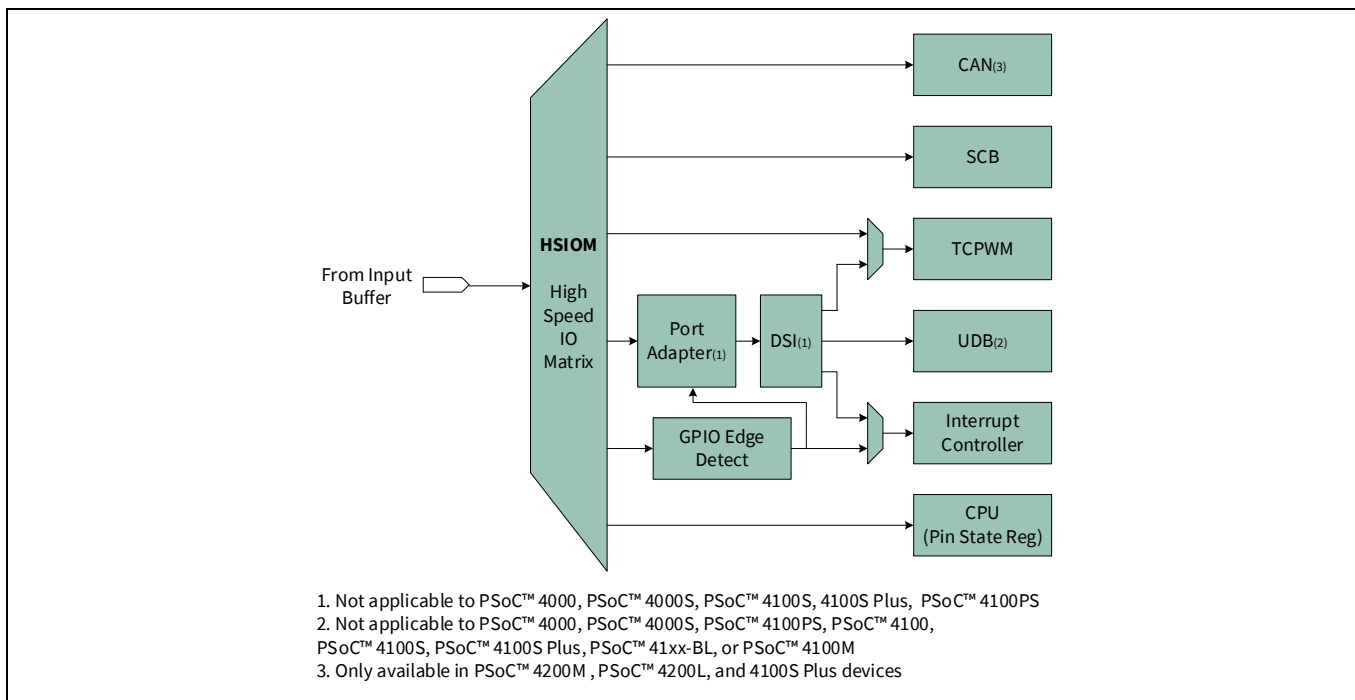 CAN(3)
SCB
TCPWM
HSIOM
From Input
Buffer
High
Speed
IO
Matrix
Port
Adapter(1)
DSI(1)
UDB(2)
GPIO Edge
Detect
Interrupt
Controller
CPU
(Pin State Reg)
1. Not applicable to PSoC™ 4000, PSoC™ 4000S, PSoC™ 4100S, 4100S Plus, PSoC™ 4100PS
2. Not applicable to PSoC™ 4000, PSoC™ 4000S, PSoC™ 4100PS, PSoC™ 4100,
PSoC™ 4100S, PSoC™ 4100S Plus, PSoC™ 41xx-BL, or PSoC™ 4100M
3. Only available in PSoC™ 4200M , PSoC™ 4200L, and 4100S Plus devices